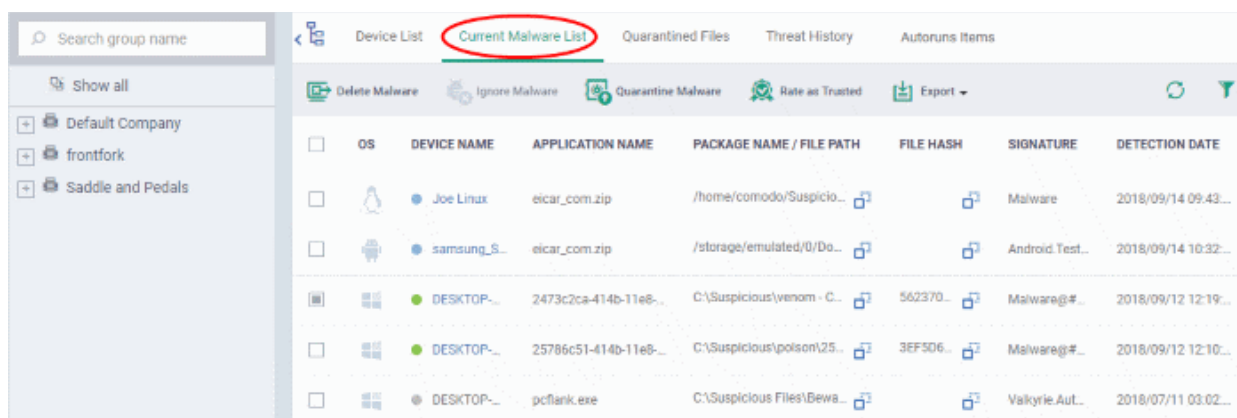 Search group name
Show all
Default Company
frontfork
Saddle and Pedals
Device List Current Malware List Quarantined Files Threat History Autoruns Items
Delete Malware Ignore Malware Quarantine Malware Rate as Trusted Export
OS DEVICE NAME APPLICATION NAME PACKAGE NAME / FILE PATH FILE HASH SIGNATURE DETECTION DATE
Joe Linux eicar_com.zip /home/comodo/Suspicio... Malware 2018/09/14 09:43:...
samsung_S... eicar_com.zip /storage/emulated/0/Do... Android.Test... 2018/09/14 10:32:...
DESKTOP-... 2473c2ca-414b-11e8-... C:\Suspicious\venom - C... 562370... Malware@#... 2018/09/12 12:19:...
DESKTOP-... 25786c51-414b-11e8-... C:\Suspicious\poison\25... 3EF5D6... Malware@#... 2018/09/12 12:10:...
DESKTOP-... pcflank.exe C:\Suspicious Files\Bewa... Valkyrie.Aut... 2018/07/11 03:02...